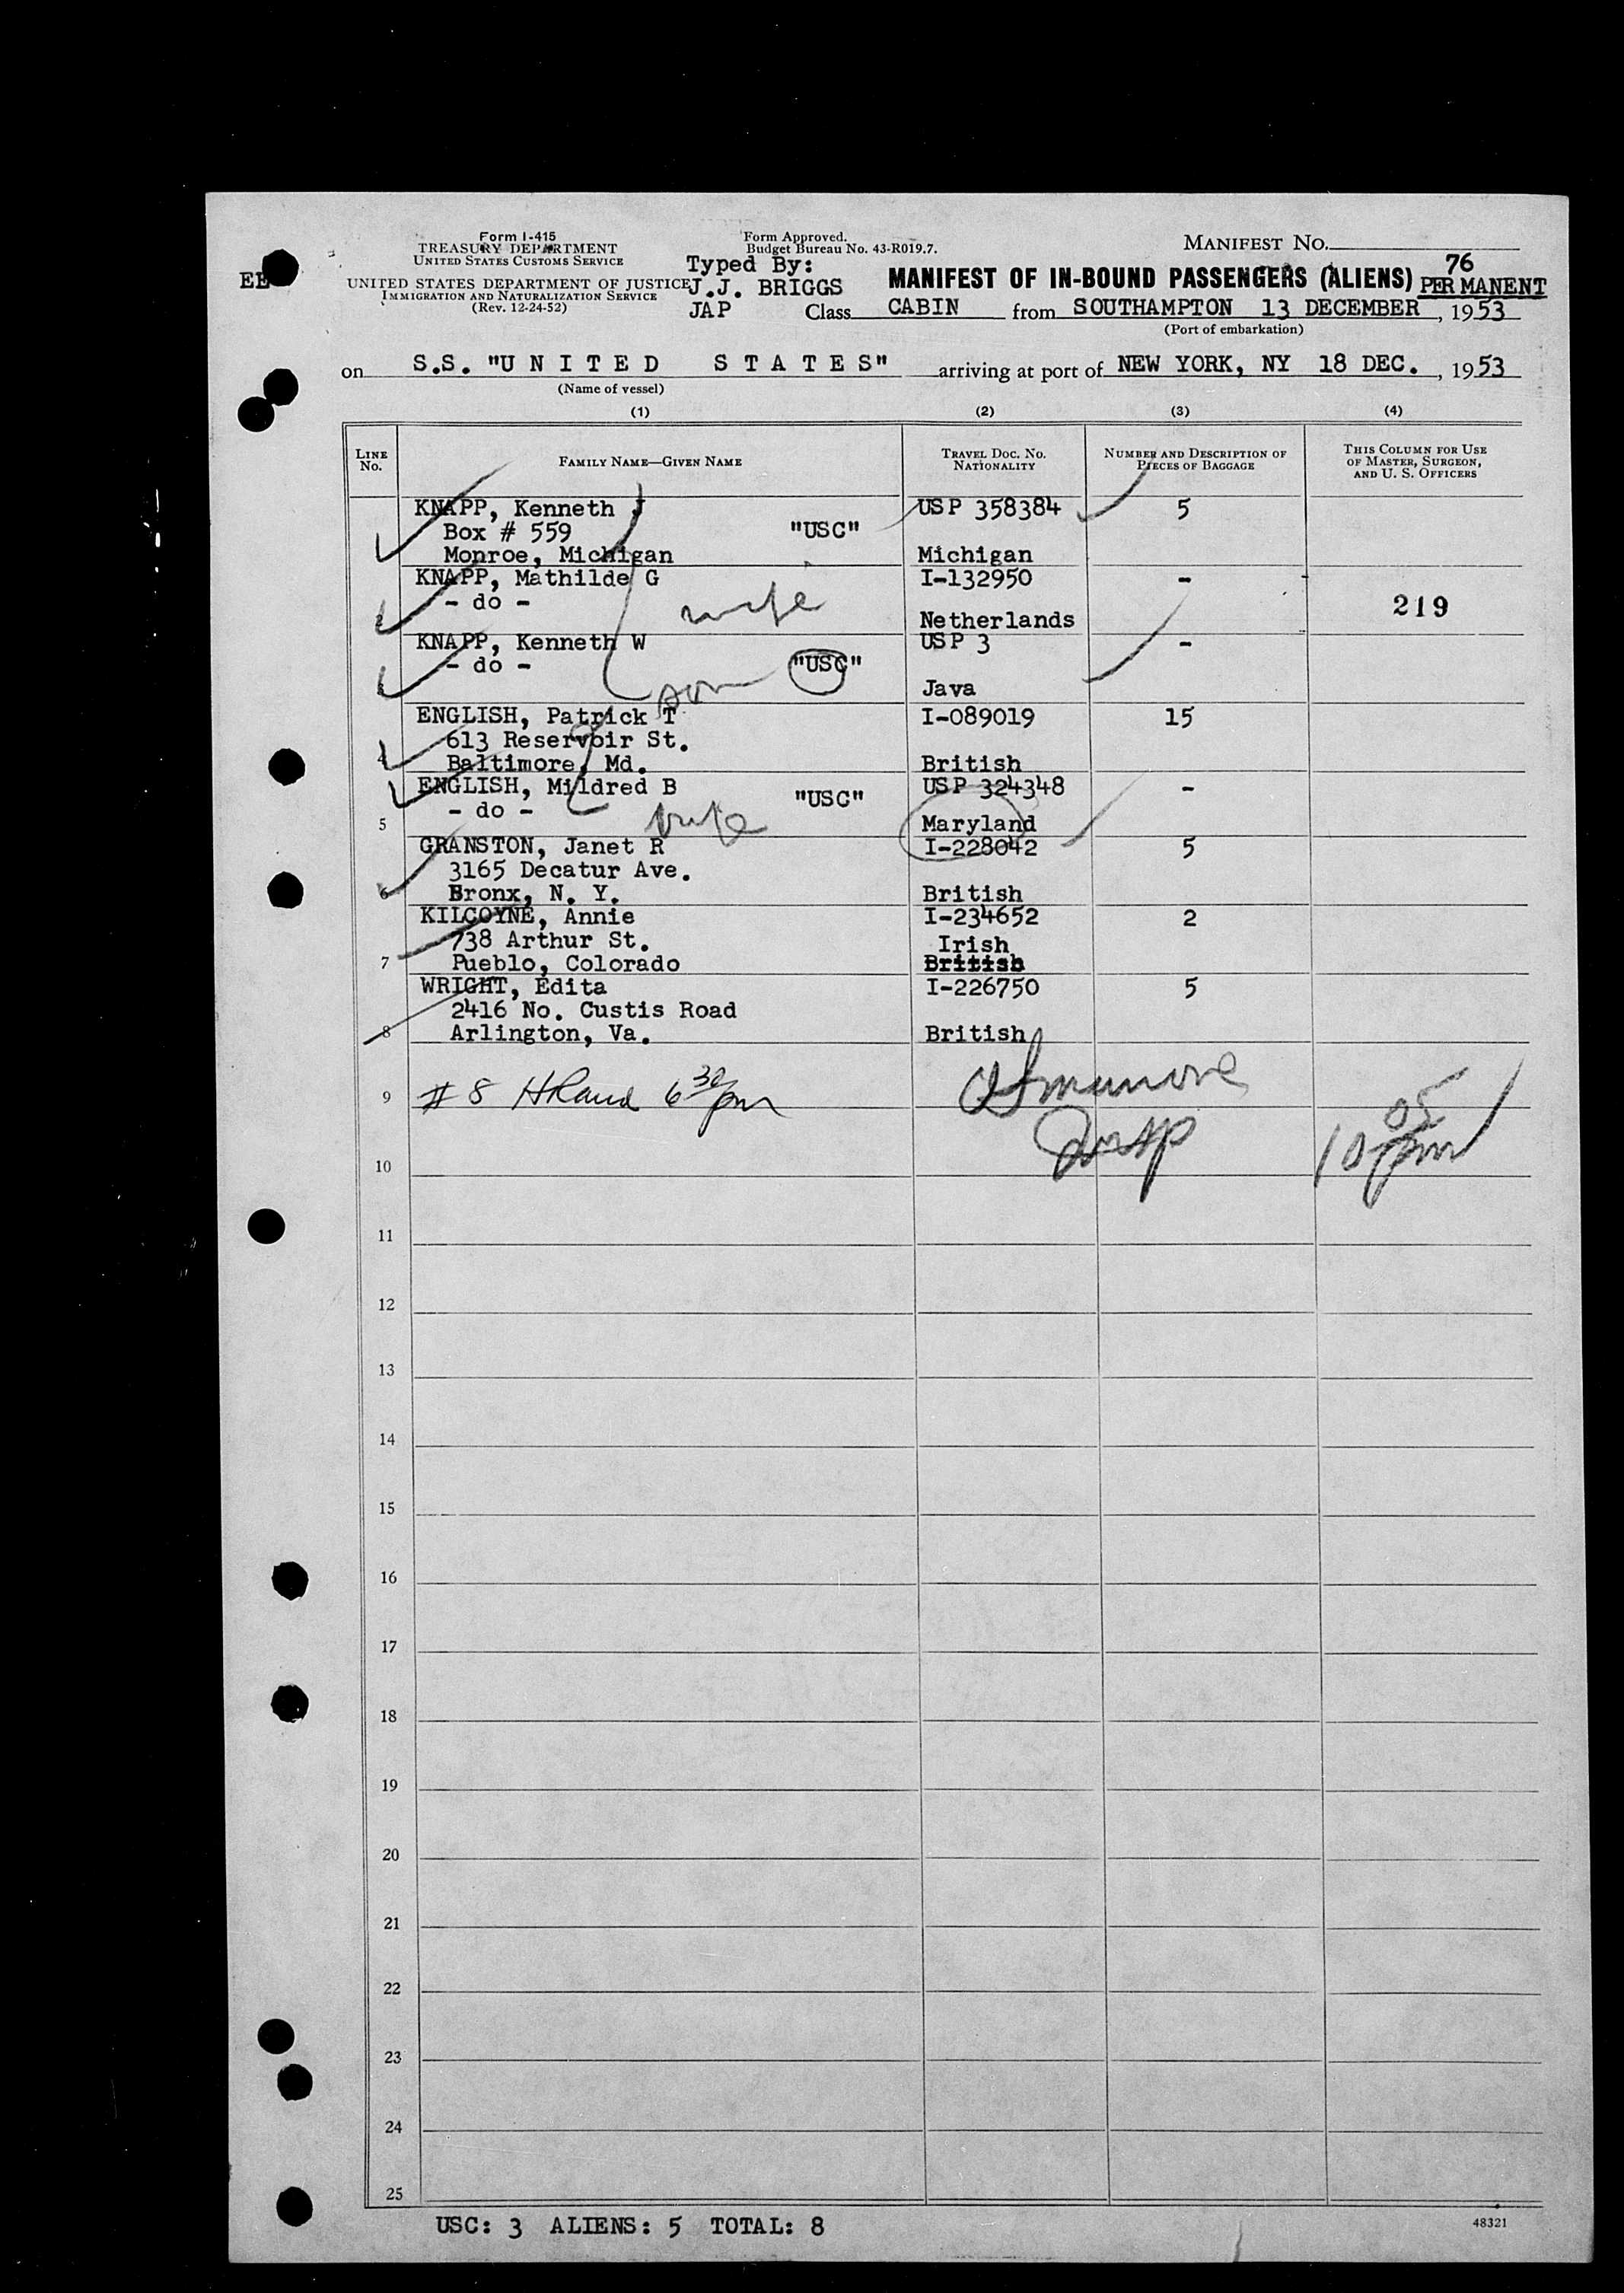 Form I-415
TREASURY DEPARTMENT
UNITED STATES CUSTOMS SERVICE
UNITED STATES DEPARTMENT OF JUSTICE
IMMIGRATION AND NATURALIZATION SERVICE
(Rev. 12-24-52)
EE
Form Approved.
Budget Bureau No. 43-R019.7.
Typed By:
J.J. BRIGGS
JAP
MANIFEST NO.
76
MANIFEST OF IN-BOUND PASSENGERS (ALIENS) PERMANENT
Class CABIN from SOUTHAMPTON 13 DECEMBER, 1953
(Port of embarkation)
on S.S. "U N I T E D S T A T E S" arriving at port of NEW YORK, NY 18 DEC., 1953
(Name of vessel)
(1) (2) (3) (4)
LINE No. FAMILY NAME—GIVEN NAME TRAVEL DOC. NO. NATIONALITY NUMBER AND DESCRIPTION OF PIECES OF BAGGAGE THIS COLUMN FOR USE OF MASTER, SURGEON, AND U. S. OFFICERS
KNAPP, Kenneth J USP 358384 5
Box # 559 "USC"
Monroe, Michigan Michigan
KNAPP, Mathilde G I-132950 -
2 - do - wife 219
Netherlands
KNAPP, Kenneth W USP 3 -
- do - "USC"
3 son Java
ENGLISH, Patrick T I-089019 15
613 Reservoir St.
4 Baltimore, Md. British
ENGLISH, Mildred B USP 324348 -
- do - "USC"
5 wife Maryland
GRANSTON, Janet R I-228042 5
3165 Decatur Ave.
6 Bronx, N. Y. British
KILCOYNE, Annie I-234652 2
738 Arthur St. Irish
7 Pueblo, Colorado British
WRIGHT, Edita I-226750 5
2416 No. Custis Road
8 Arlington, Va. British
9 # 8 6 30 pm
10 10 05 pm
11
12
13
14
15
16
17
18
19
20
21
22
23
24
25
USC: 3 ALIENS: 5 TOTAL: 8
48321